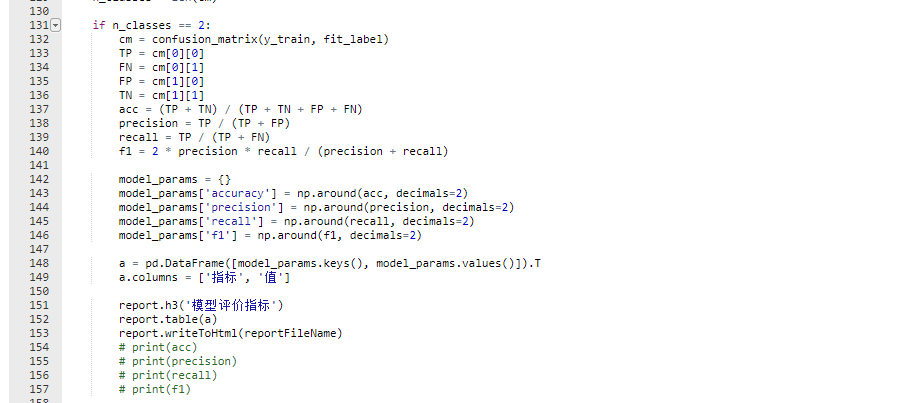 130
131 if n_classes == 2:
132 cm = confusion_matrix(y_train, fit_label)
133 TP = cm[0][0]
134 FN = cm[0][1]
135 FP = cm[1][0]
136 TN = cm[1][1]
137 acc = (TP + TN) / (TP + TN + FP + FN)
138 precision = TP / (TP + FP)
139 recall = TP / (TP + FN)
140 f1 = 2 * precision * recall / (precision + recall)
141
142 model_params = {}
143 model_params['accuracy'] = np.around(acc, decimals=2)
144 model_params['precision'] = np.around(precision, decimals=2)
145 model_params['recall'] = np.around(recall, decimals=2)
146 model_params['f1'] = np.around(f1, decimals=2)
147
148 a = pd.DataFrame([model_params.keys(), model_params.values()]).T
149 a.columns = ['指标', '值']
150
151 report.h3('模型评价指标')
152 report.table(a)
153 report.writeToHtml(reportFileName)
154 # print(acc)
155 # print(precision)
156 # print(recall)
157 # print(f1)